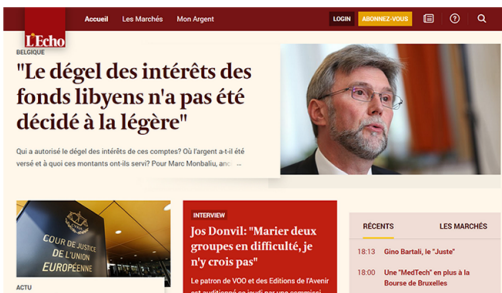 L'Echo
Accueil Les Marchés Mon Argent
LOGIN ABONNEZ-VOUS
BELGIQUE
"Le dégel des intérêts des
fonds libyens n'a pas été
décidé à la légère"
Qui a autorisé le dégel des intérêts de ces comptes? Où l'argent a-t-il été
versé et à quoi ces montants ont-ils servi? Pour Marc Monbaliu, anc ...
COUR DE JUSTICE
DE L'UNION
EUROPÉENNE
ACTU
INTERVIEW
Jos Donvil: "Marier deux
groupes en difficulté, je
n'y crois pas"
Le patron de VOO et des Editions de l'Avenir
RÉCENTS LES MARCHÉS
18:13 Gino Bartali, le "Juste"
18:00 Une "MedTech" en plus à la
Bourse de Bruxelles